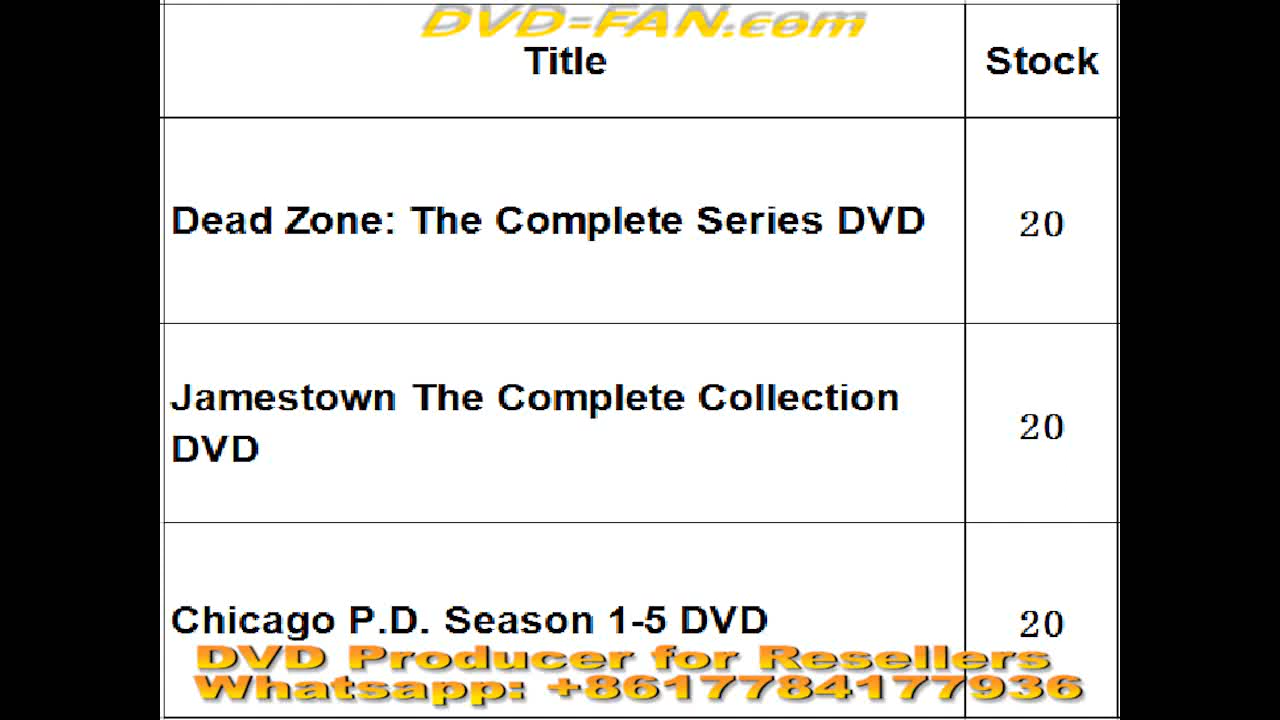 DVD-FAN.com
Title Stock
Dead Zone: The Complete Series DVD 20
Jamestown The Complete Collection
DVD
20
Chicago P.D. Season 1-5 DVD 20
DVD Producer for Resellers
Whatsapp: +8617784177936